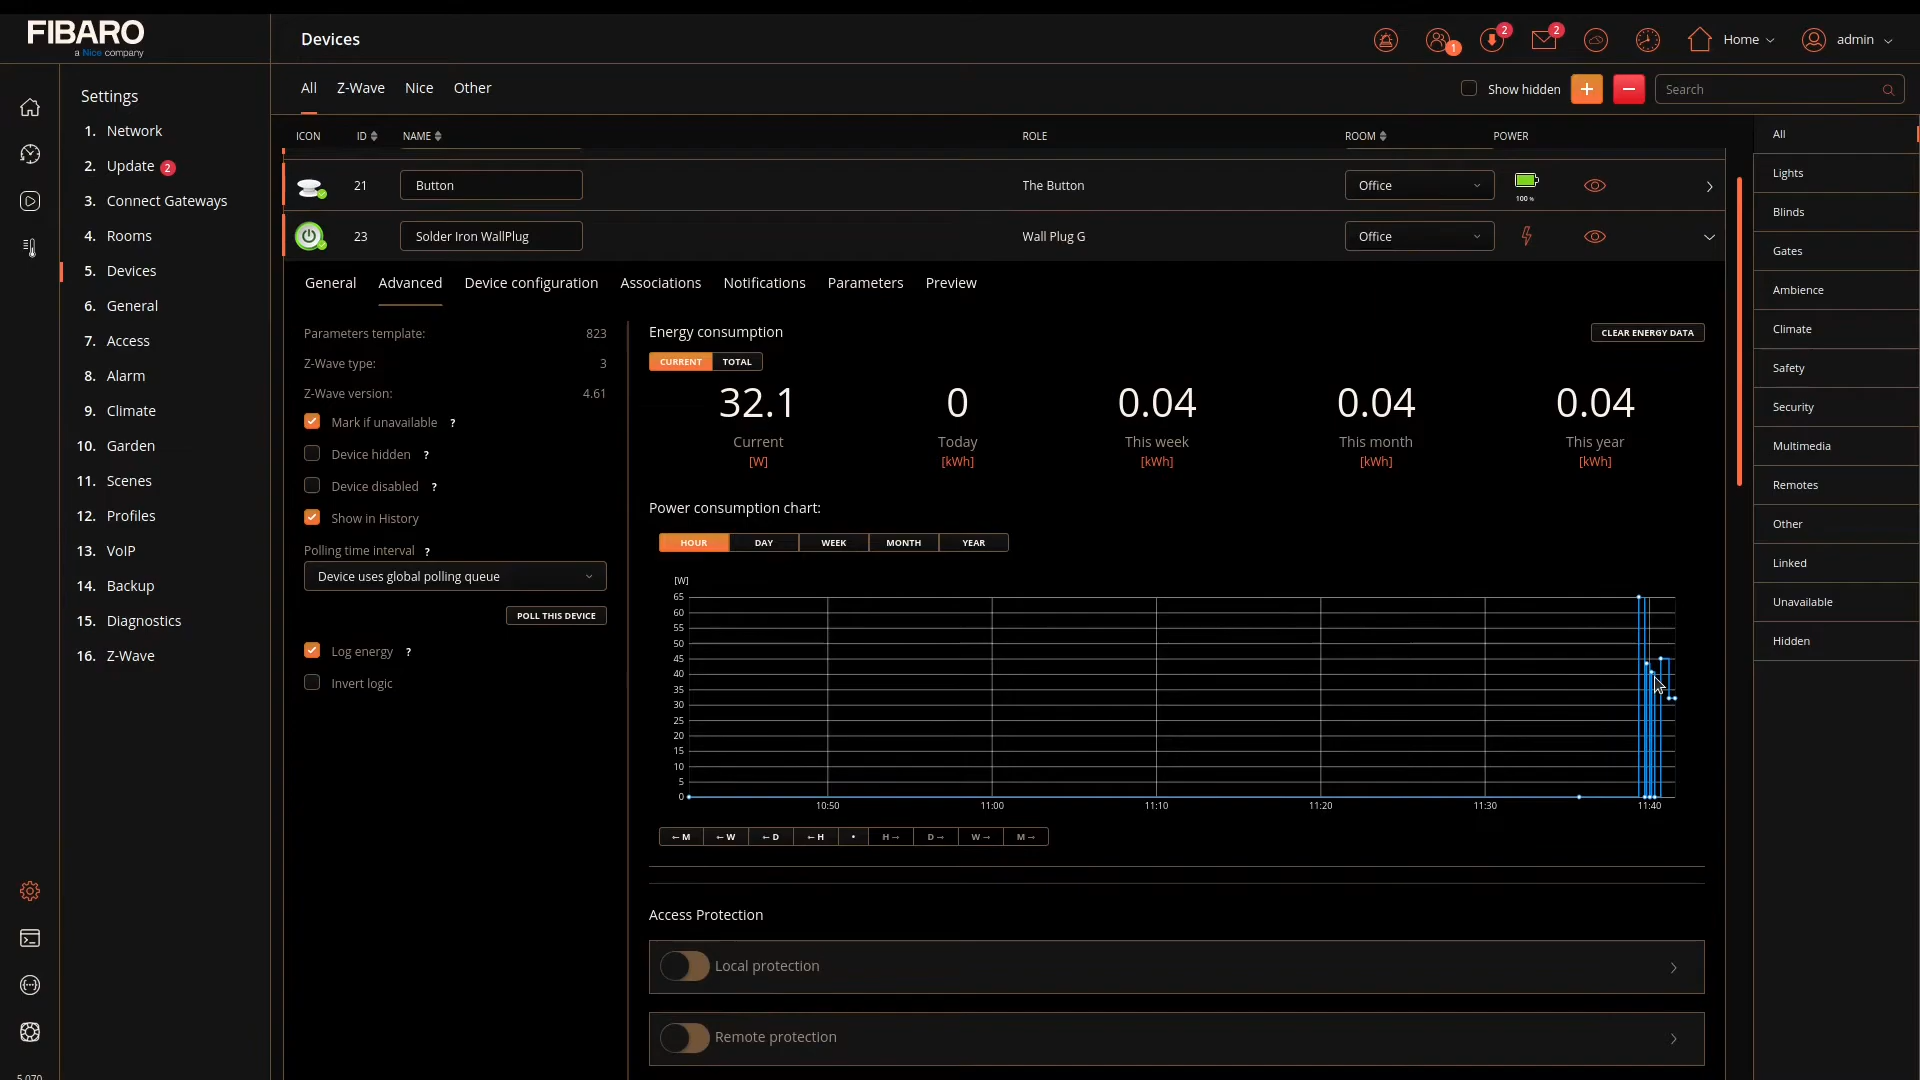 FIBARO
a Nice company
Devices
1
2
2
Home
admin
Settings
1. Network
2. Update 2
3. Connect Gateways
4. Rooms
5. Devices
6. General
7. Access
8. Alarm
9. Climate
10. Garden
11. Scenes
12. Profiles
13. VoIP
14. Backup
15. Diagnostics
16. Z-Wave
All Z-Wave Nice Other
Show hidden
+
−
Search
ICON ID NAME ROLE ROOM POWER
21 Button The Button Office 100 %
23 Solder Iron WallPlug Wall Plug G Office
General Advanced Device configuration Associations Notifications Parameters Preview
Parameters template: 823
Z-Wave type: 3
Z-Wave version: 4.61
Mark if unavailable ?
Device hidden ?
Device disabled ?
Show in History
Polling time interval ?
Device uses global polling queue
POLL THIS DEVICE
Log energy ?
Invert logic
Energy consumption
CLEAR ENERGY DATA
CURRENT TOTAL
32.1 0 0.04 0.04 0.04
Current Today This week This month This year
[W] [kWh] [kWh] [kWh] [kWh]
Power consumption chart:
HOUR DAY WEEK MONTH YEAR
[W]
65
60
55
50
45
40
35
30
25
20
15
10
5
0
10:50 11:00 11:10 11:20 11:30 11:40
← M ← W ← D ← H • H → D → W → M →
Access Protection
Local protection
Remote protection
All
Lights
Blinds
Gates
Ambience
Climate
Safety
Security
Multimedia
Remotes
Other
Linked
Unavailable
Hidden